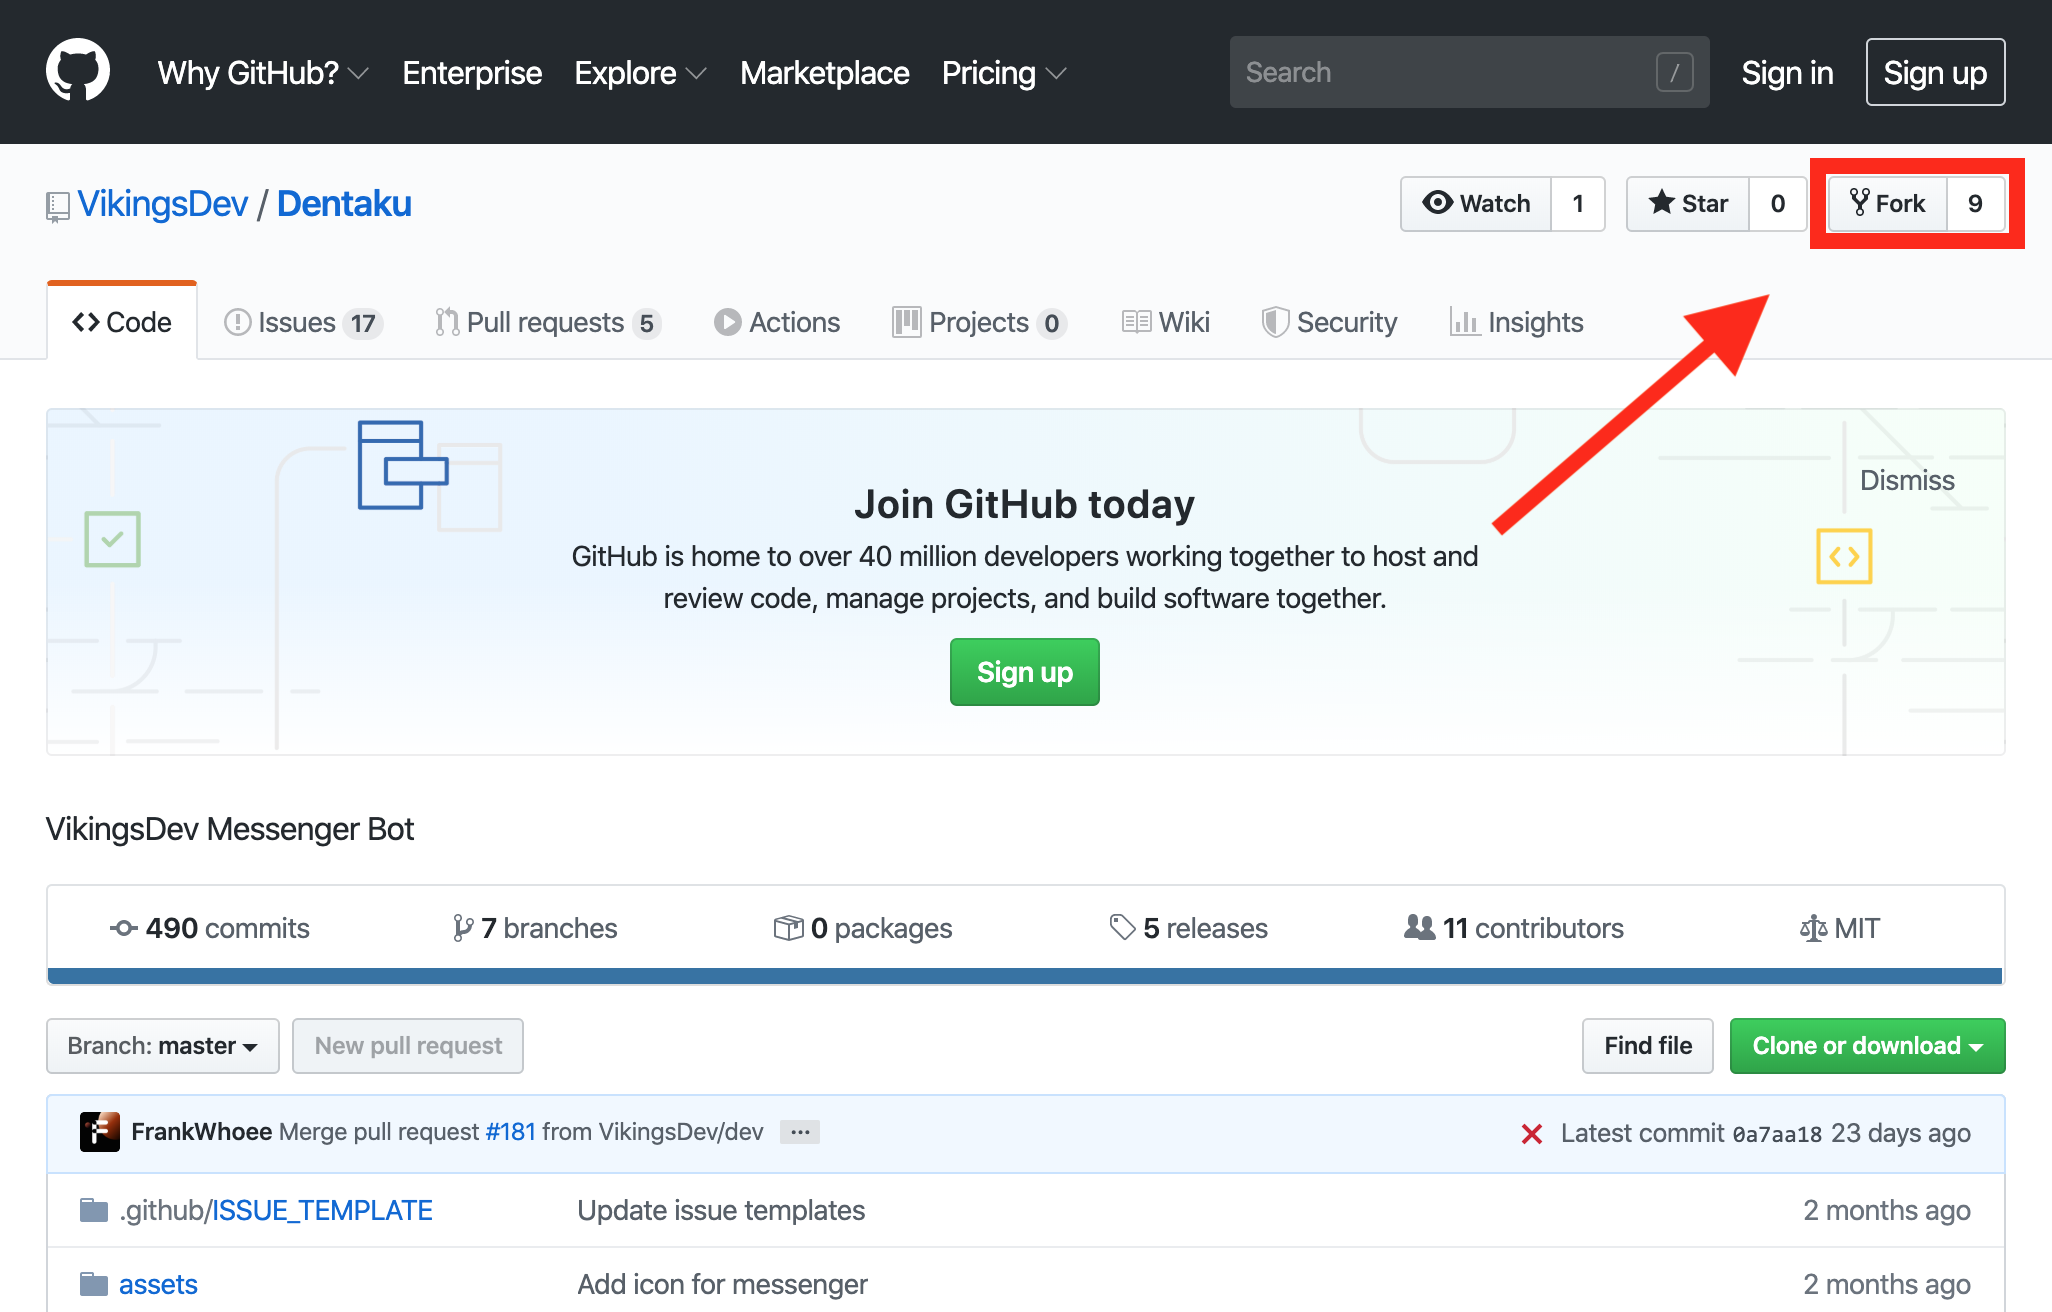 Why GitHub? Enterprise Explore Marketplace Pricing Search / Sign in Sign up
VikingsDev / Dentaku Watch 1 Star 0 Fork 9
Code Issues 17 Pull requests 5 Actions Projects 0 Wiki Security Insights
Dismiss
Join GitHub today
GitHub is home to over 40 million developers working together to host and
review code, manage projects, and build software together.
Sign up
VikingsDev Messenger Bot
490 commits 7 branches 0 packages 5 releases 11 contributors MIT
Branch: master New pull request Find file Clone or download
F FrankWhoee Merge pull request #181 from VikingsDev/dev ... Latest commit 0a7aa18 23 days ago
.github/ISSUE_TEMPLATE Update issue templates 2 months ago
assets Add icon for messenger 2 months ago